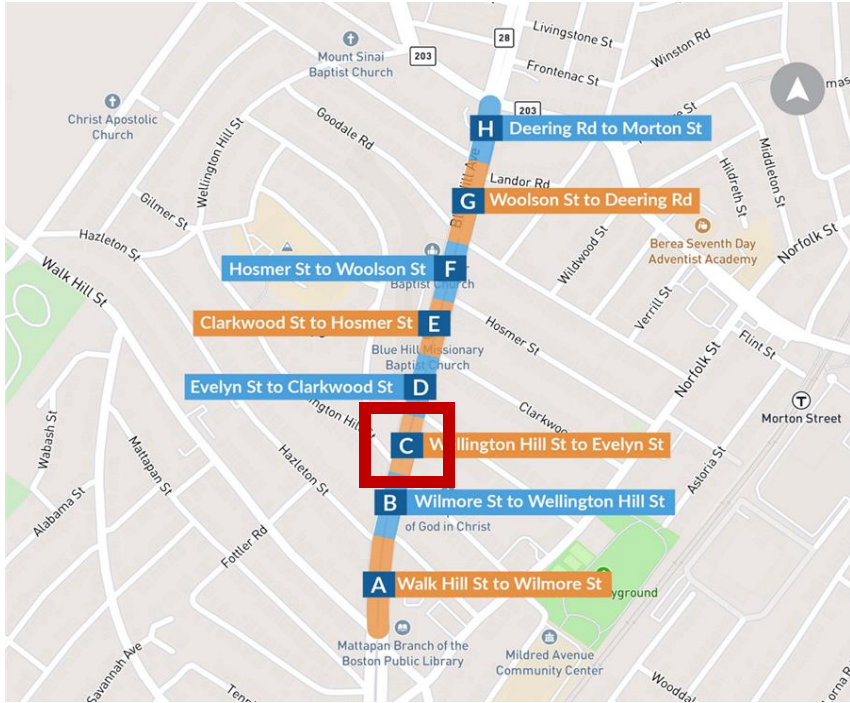 Livingstone St
28
Winston Rd
Mount Sinai
Baptist Church
203
Frontenac St
Christ Apostolic
Church
203
Goodale Rd
H Deering Rd to Morton St
Wellington Hill St
Middleton St
Hildreth St
Landor Rd
Gilmer St
G Woolson St to Deering Rd
Hazleton St
Berea Seventh Day
Adventist Academy
Norfolk St
Wildwood St
Walk Hill St
Hosmer St to Woolson St F
Baptist Church
Verrill St
Clarkwood St to Hosmer St E
Hosmer St
Flint St
Blue Hill Missionary
Baptist Church
Norfolk St
Evelyn St to Clarkwood St D
T
Morton Street
Wabash St
Mattapan St
C Wellington Hill St to Evelyn St
Hazleton St
Astoria St
B Wilmore St to Wellington Hill St
Alabama St
of God in Christ
Fottler Rd
A Walk Hill St to Wilmore St
Mattapan Branch of the
Boston Public Library
Mildred Avenue
Community Center
Savannah Ave